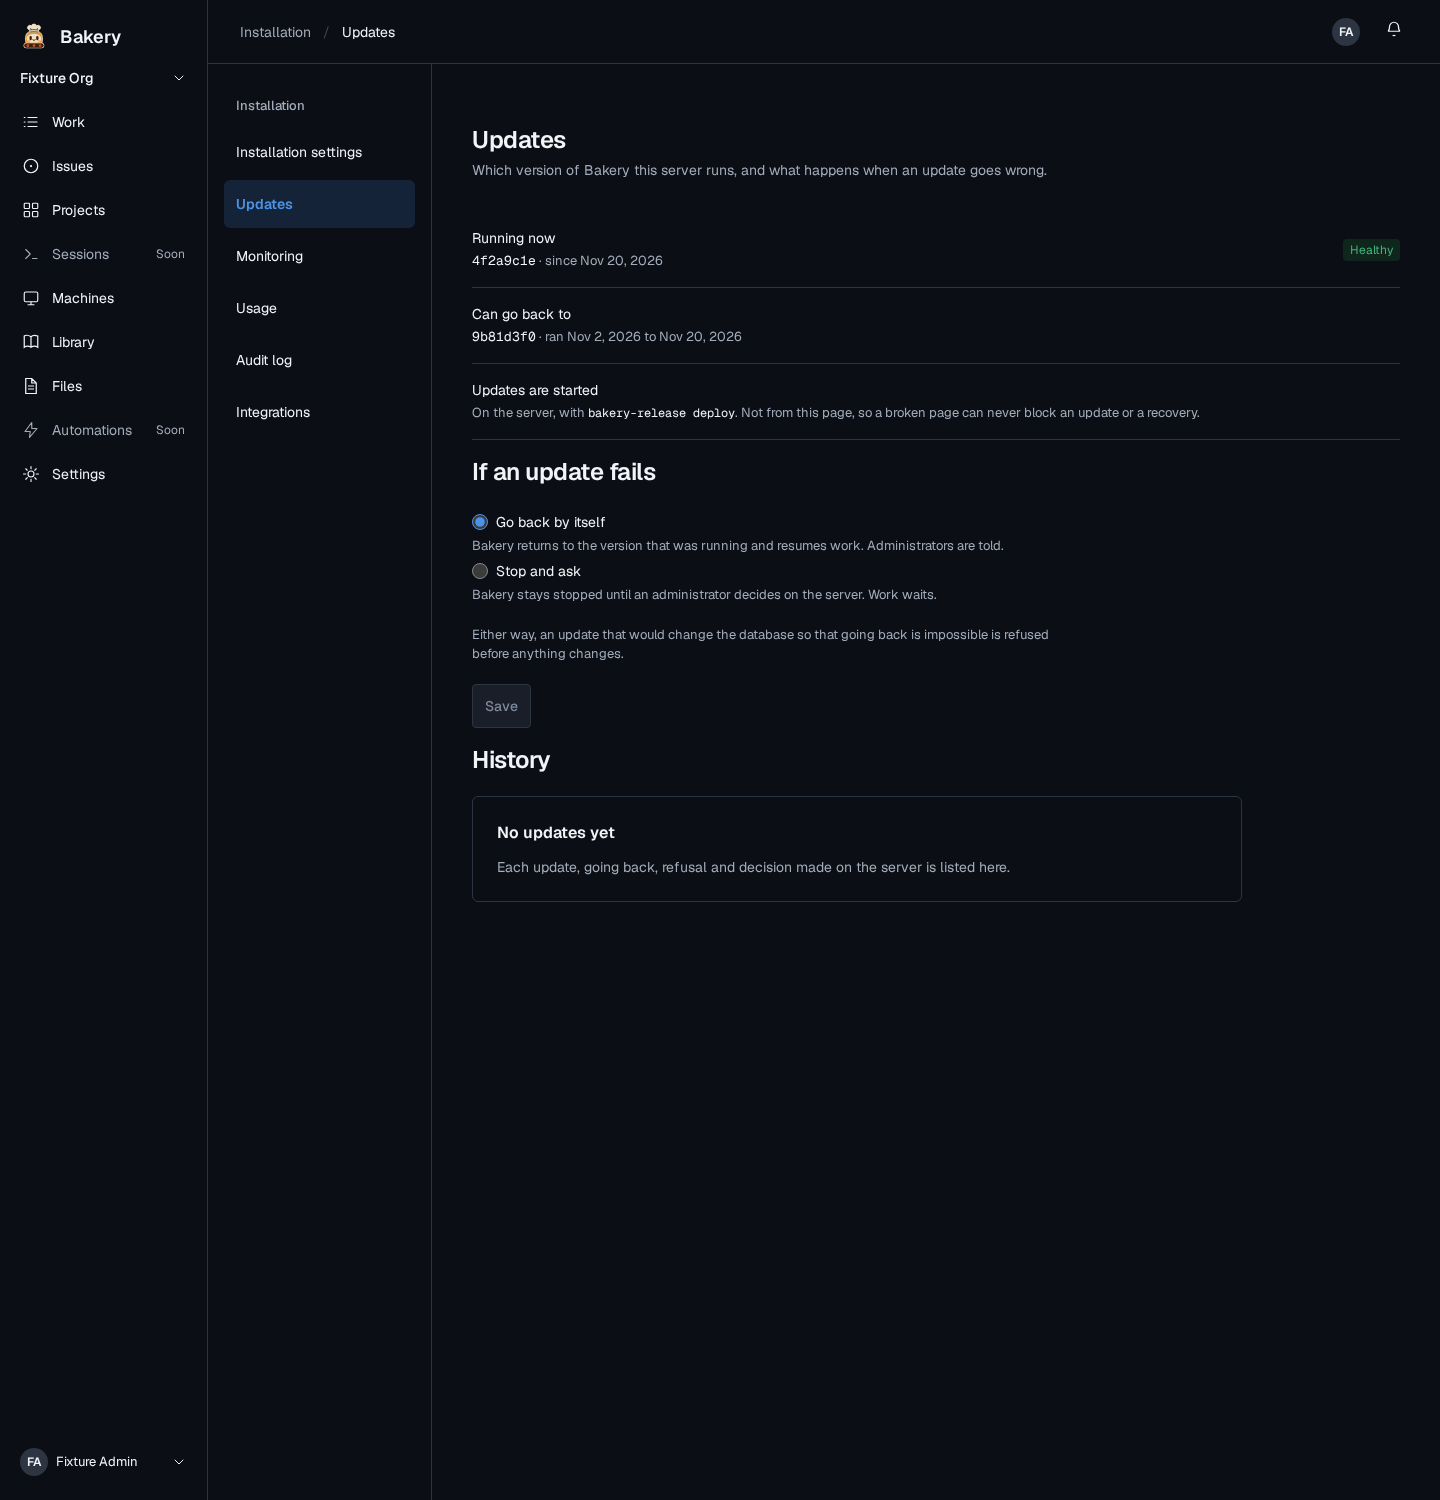 Bakery
Fixture Org
Work
Issues
Projects
Sessions Soon
Machines
Library
Files
Automations Soon
Settings
FA Fixture Admin
Installation / Updates
FA
Installation
Installation settings
Updates
Monitoring
Usage
Audit log
Integrations
Updates
Which version of Bakery this server runs, and what happens when an update goes wrong.
Running now
4f2a9c1e · since Nov 20, 2026
Healthy
Can go back to
9b81d3f0 · ran Nov 2, 2026 to Nov 20, 2026
Updates are started
On the server, with bakery-release deploy. Not from this page, so a broken page can never block an update or a recovery.
If an update fails
Go back by itself
Bakery returns to the version that was running and resumes work. Administrators are told.
Stop and ask
Bakery stays stopped until an administrator decides on the server. Work waits.
Either way, an update that would change the database so that going back is impossible is refused
before anything changes.
Save
History
No updates yet
Each update, going back, refusal and decision made on the server is listed here.